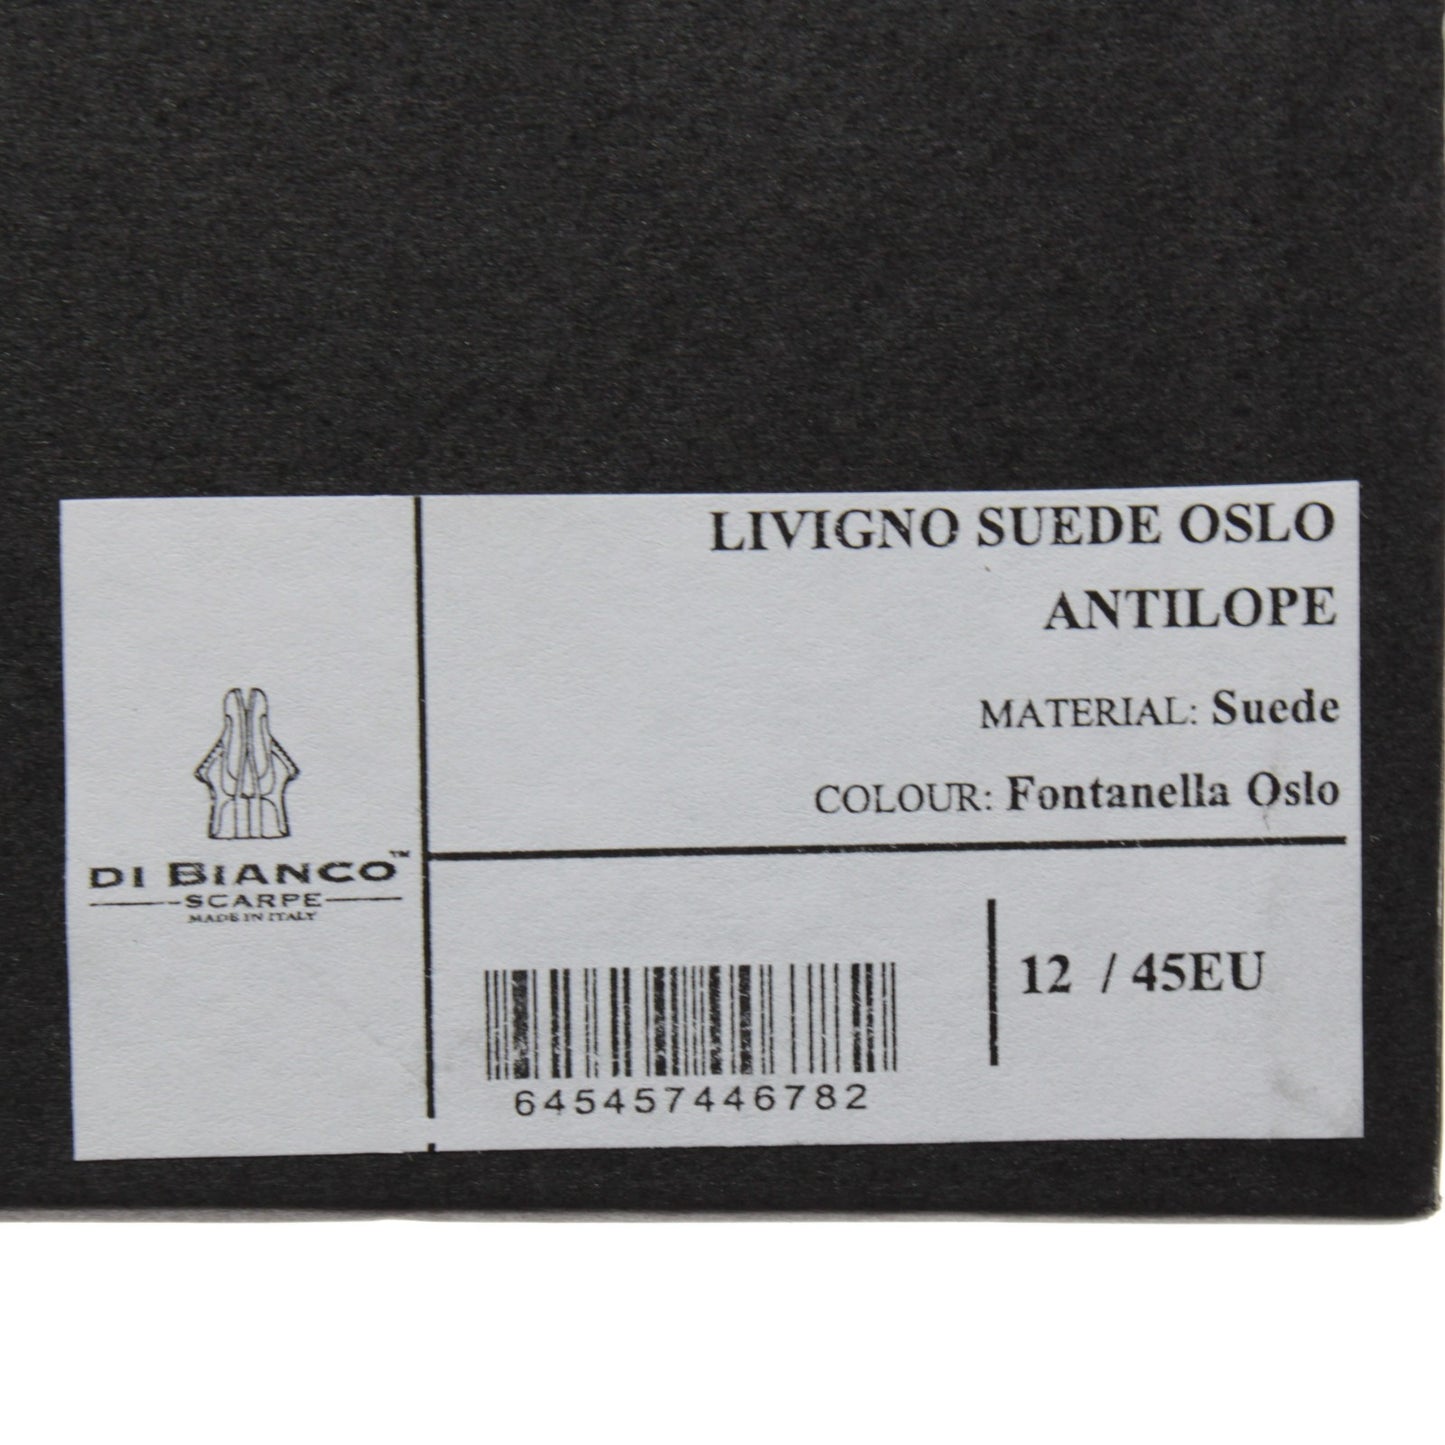 LIVIGNO SUEDE OSLO
ANTILOPE
MATERIAL: Suede
COLOUR: Fontanella Oslo
DI BIANCO™
SCARPE
MADE IN ITALY
12 / 45EU
645457446782